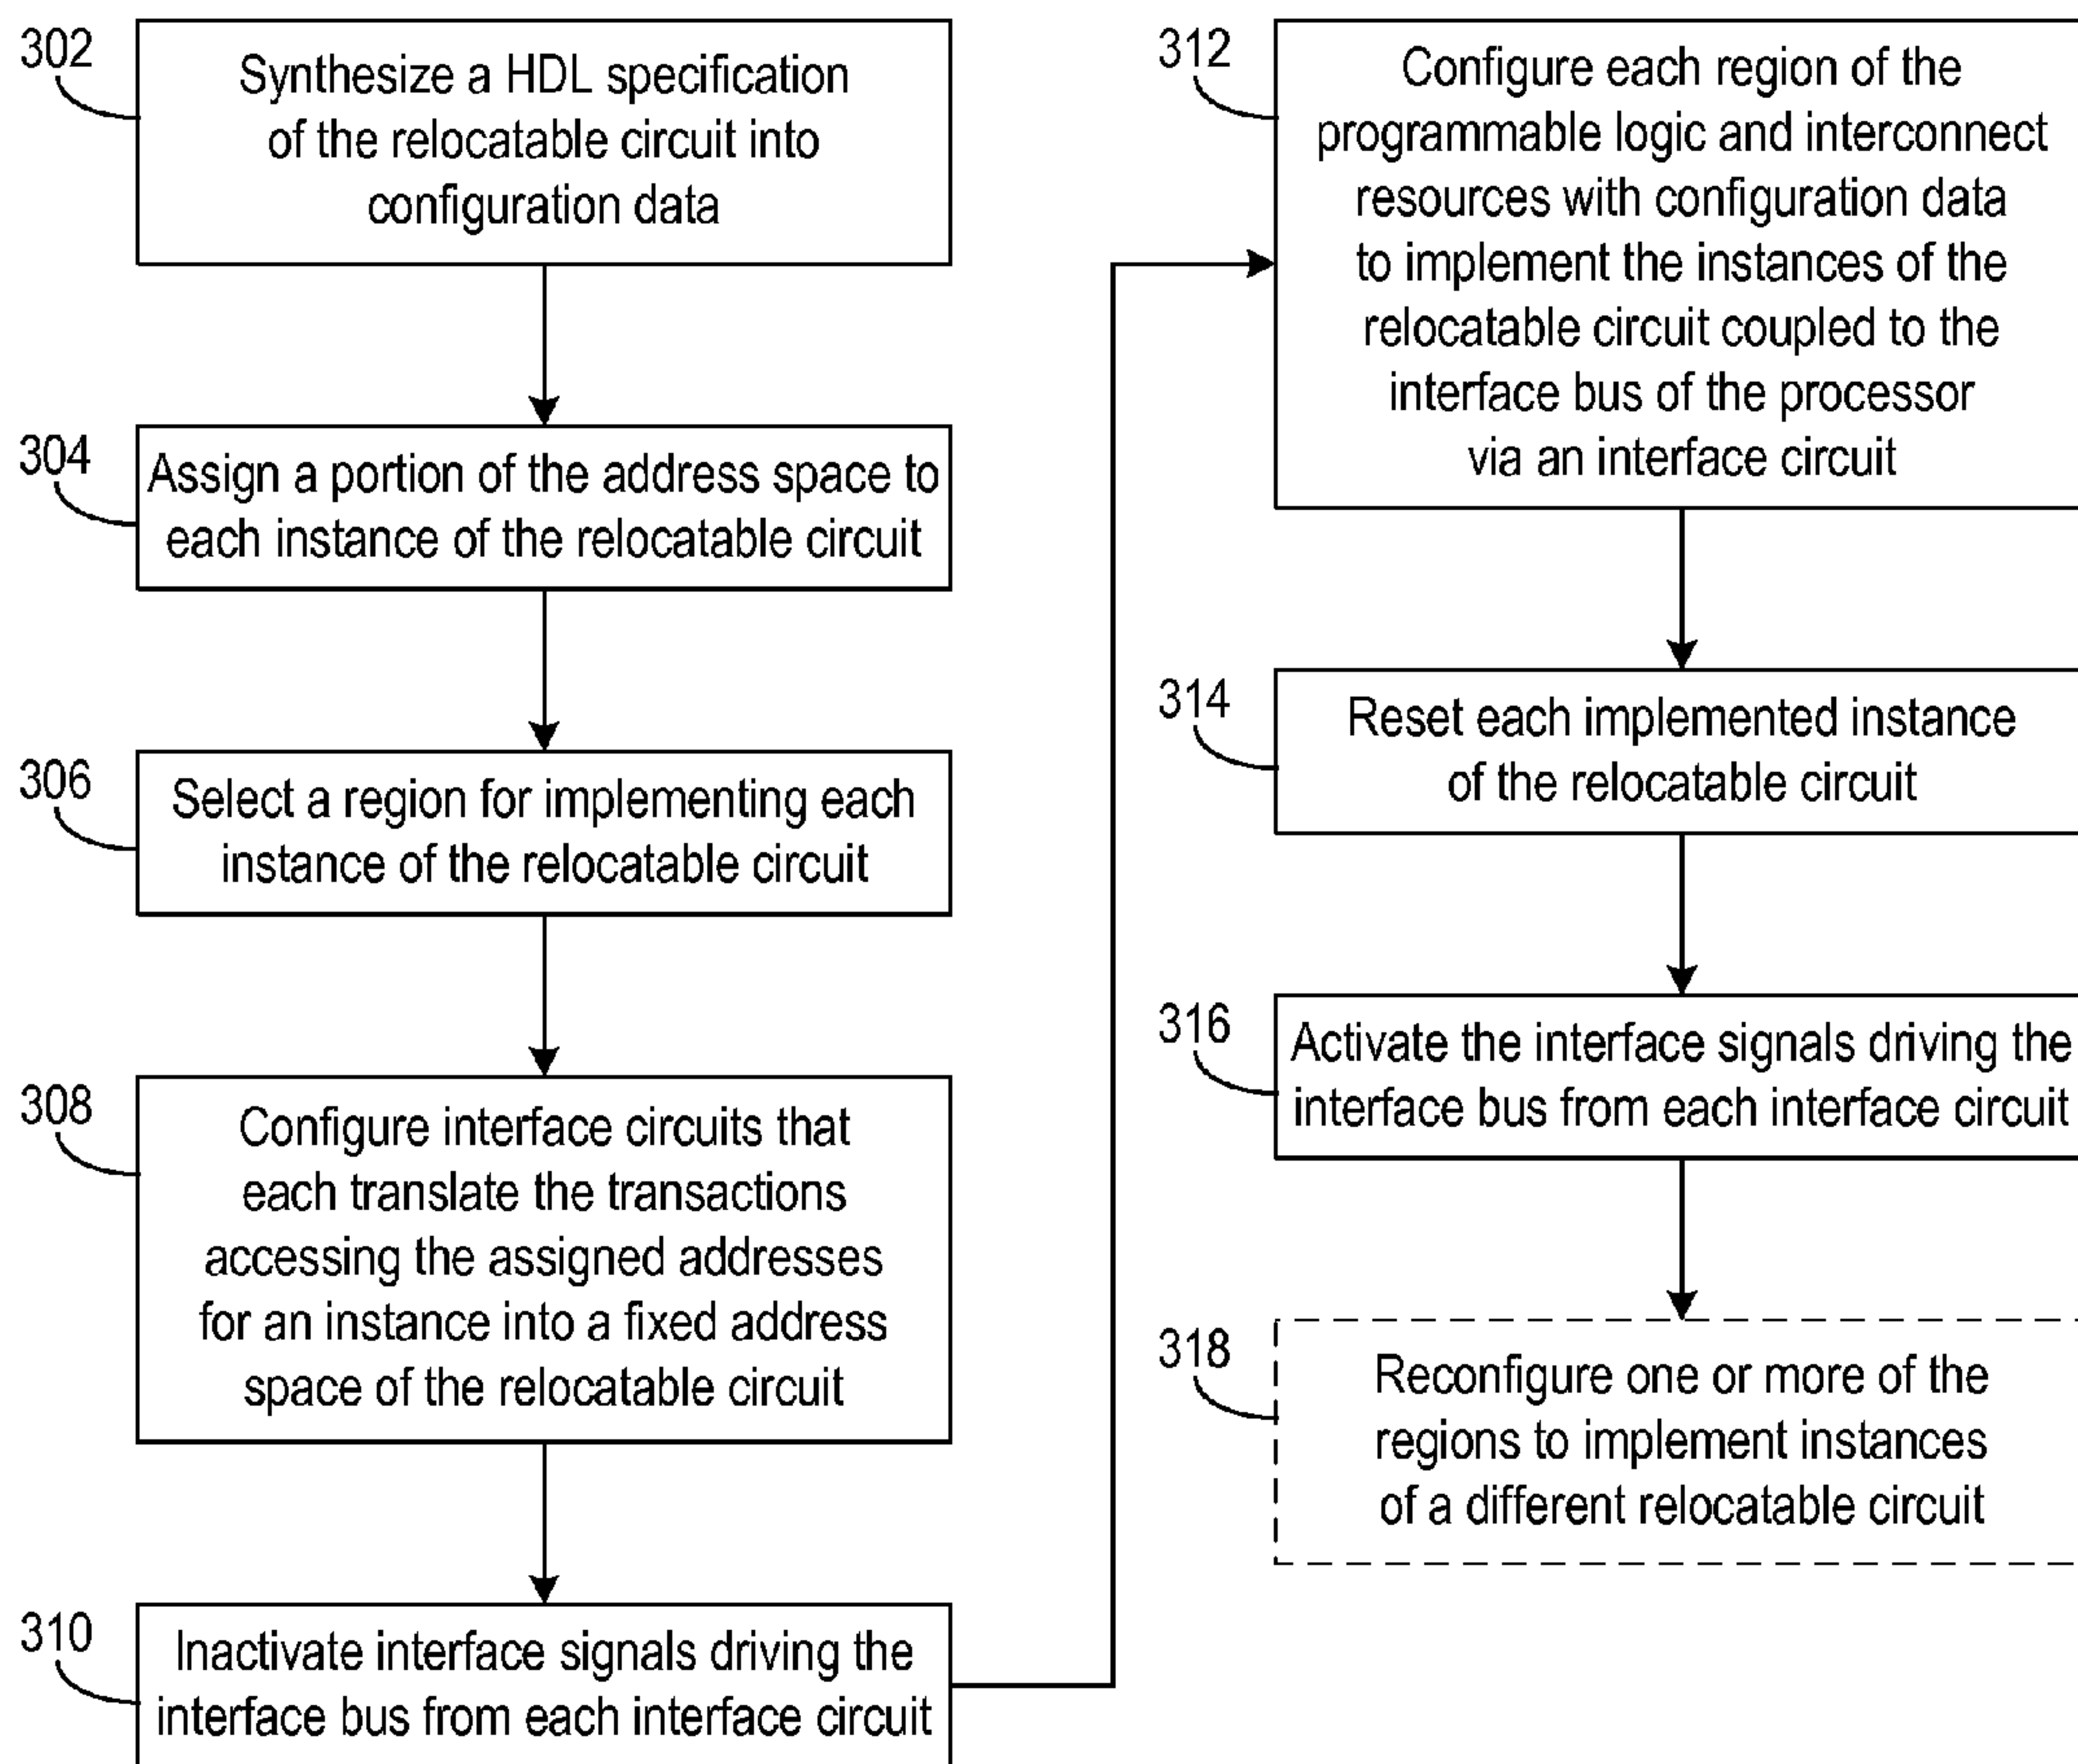 302
Synthesize a HDL specification
of the relocatable circuit into
configuration data
304
Assign a portion of the address space to
each instance of the relocatable circuit
306
Select a region for implementing each
instance of the relocatable circuit
308
Configure interface circuits that
each translate the transactions
accessing the assigned addresses
for an instance into a fixed address
space of the relocatable circuit
310
Inactivate interface signals driving the
interface bus from each interface circuit
312
Configure each region of the
programmable logic and interconnect
resources with configuration data
to implement the instances of the
relocatable circuit coupled to the
interface bus of the processor
via an interface circuit
314
Reset each implemented instance
of the relocatable circuit
316
Activate the interface signals driving the
interface bus from each interface circuit
318
Reconfigure one or more of the
regions to implement instances
of a different relocatable circuit